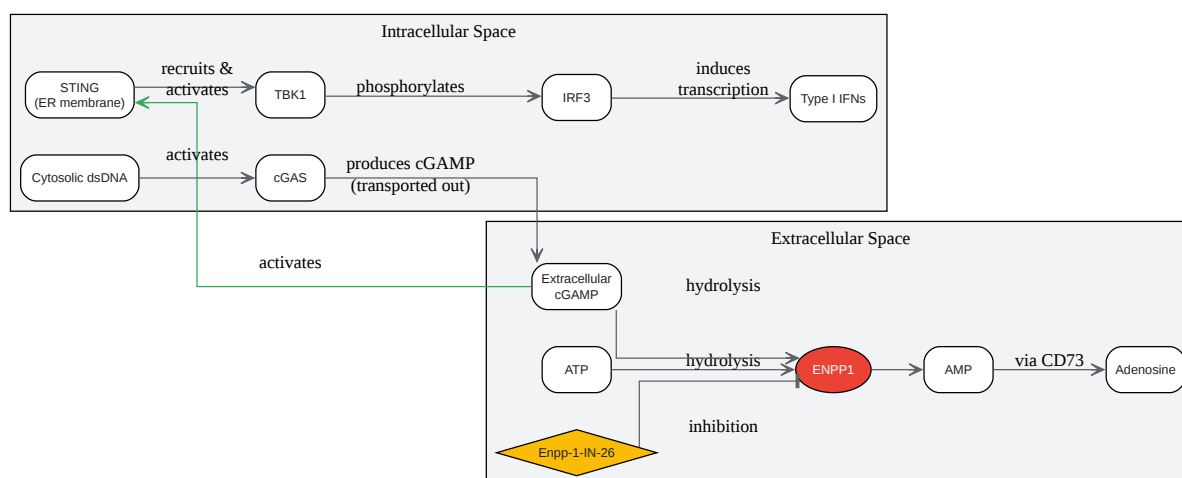 Intracellular Space
recruits &
activates
induces
transcription
STING
(ER membrane)
TBK1
phosphorylates
IRF3
Type I IFNs
activates
produces cGAMP
(transported out)
Cytosolic dsDNA
cGAS
Extracellular Space
activates
Extracellular
cGAMP
hydrolysis
ATP
hydrolysis
ENPP1
AMP
via CD73
Adenosine
inhibition
Enpp-1-IN-26